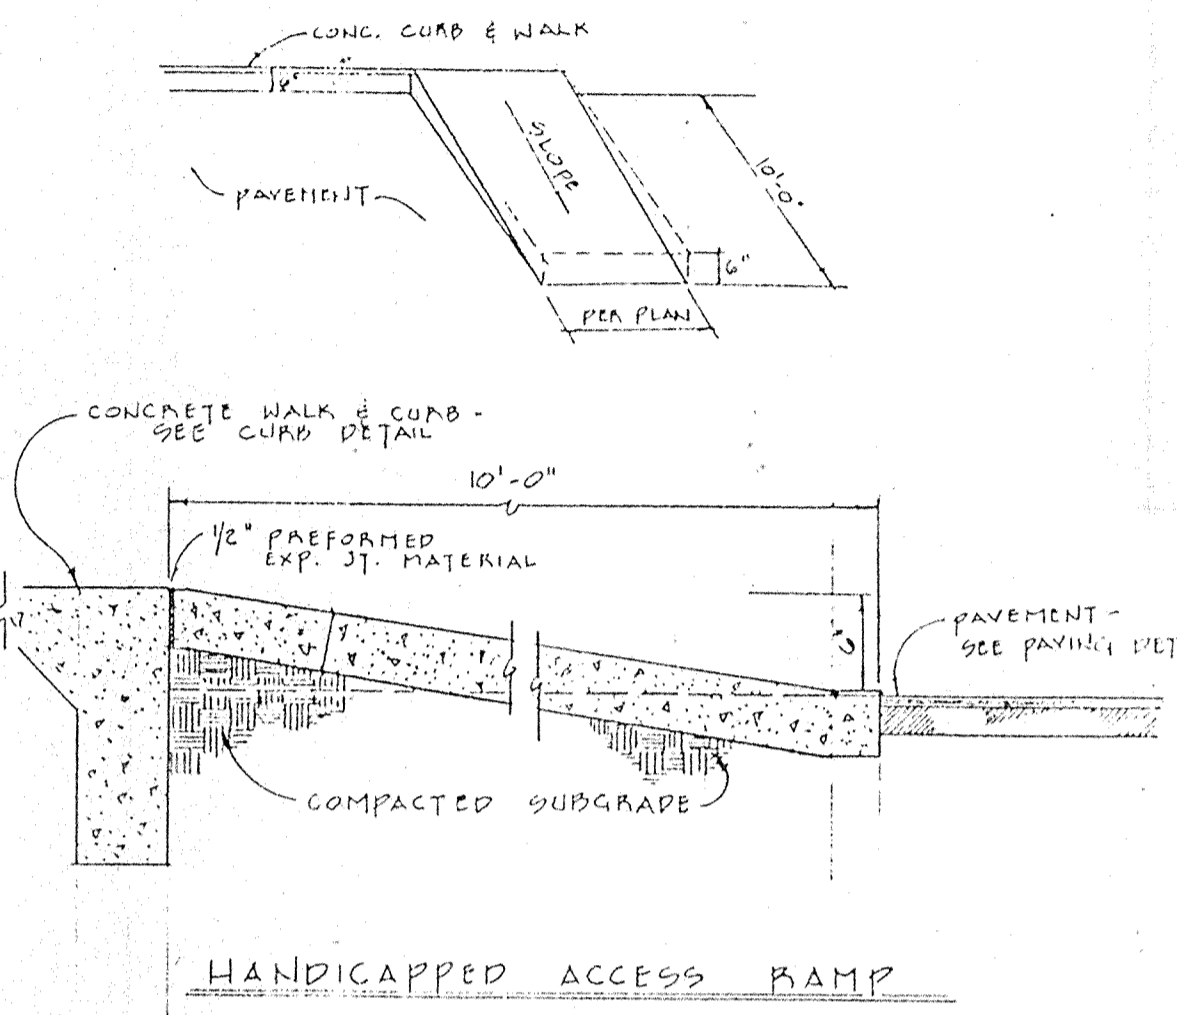 CONC. CURB & WALK
6"
SLOPE
10'-0"
PAVEMENT
6"
PER PLAN
CONCRETE WALK & CURB -
SEE CURB DETAIL
10'-0"
1/2" PREFORMED
EXP. JT. MATERIAL
6"
PAVEMENT -
SEE PAVING DET
COMPACTED SUBGRADE
HANDICAPPED ACCESS RAMP